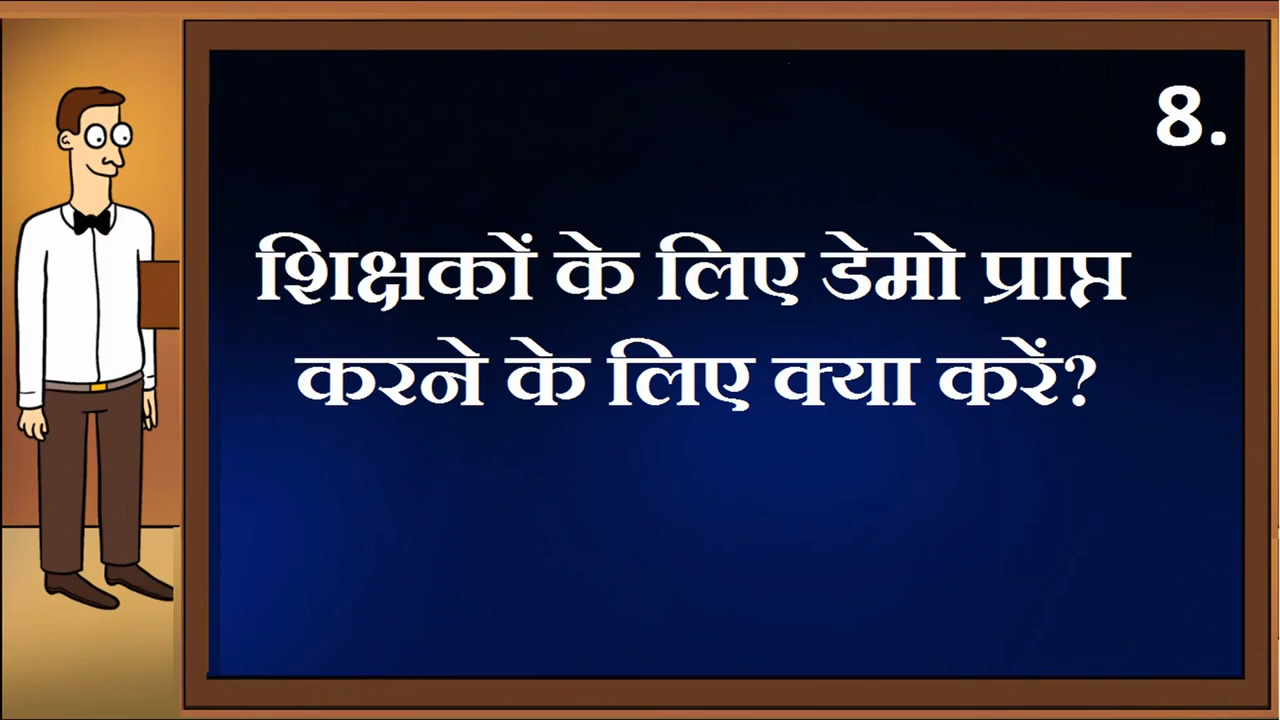 8.
शिक्षकों के लिए डेमो प्राप्त
करने के लिए क्या करें?